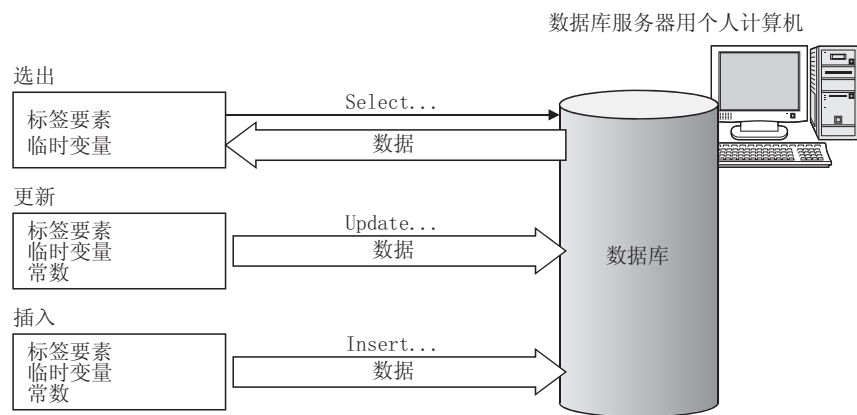 数据库服务器用个人计算机
选出
标签要素
临时变量
Select...
数据
更新
标签要素
临时变量
常数
Update...
数据
数据库
插入
标签要素
临时变量
常数
Insert...
数据